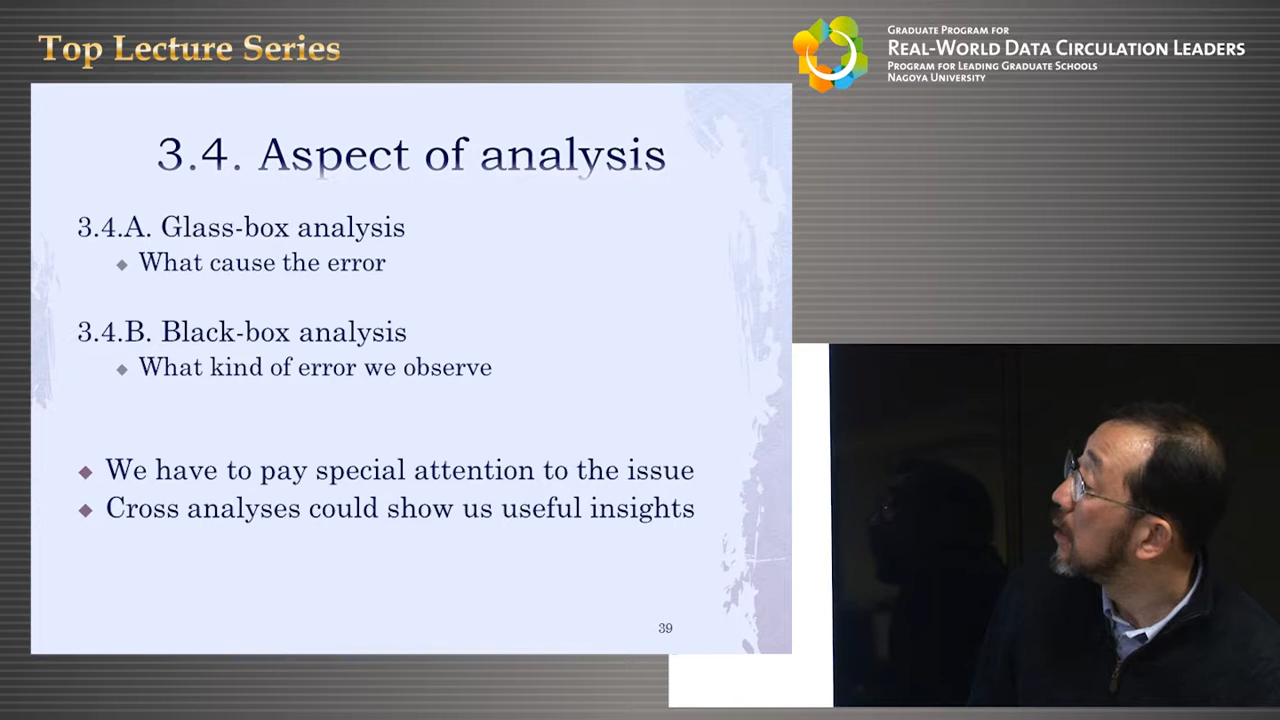 Top Lecture Series
GRADUATE PROGRAM FOR
REAL-WORLD DATA CIRCULATION LEADERS
PROGRAM FOR LEADING GRADUATE SCHOOLS
NAGOYA UNIVERSITY
3.4. Aspect of analysis
3.4.A. Glass-box analysis
What cause the error
3.4.B. Black-box analysis
What kind of error we observe
We have to pay special attention to the issue
Cross analyses could show us useful insights
39